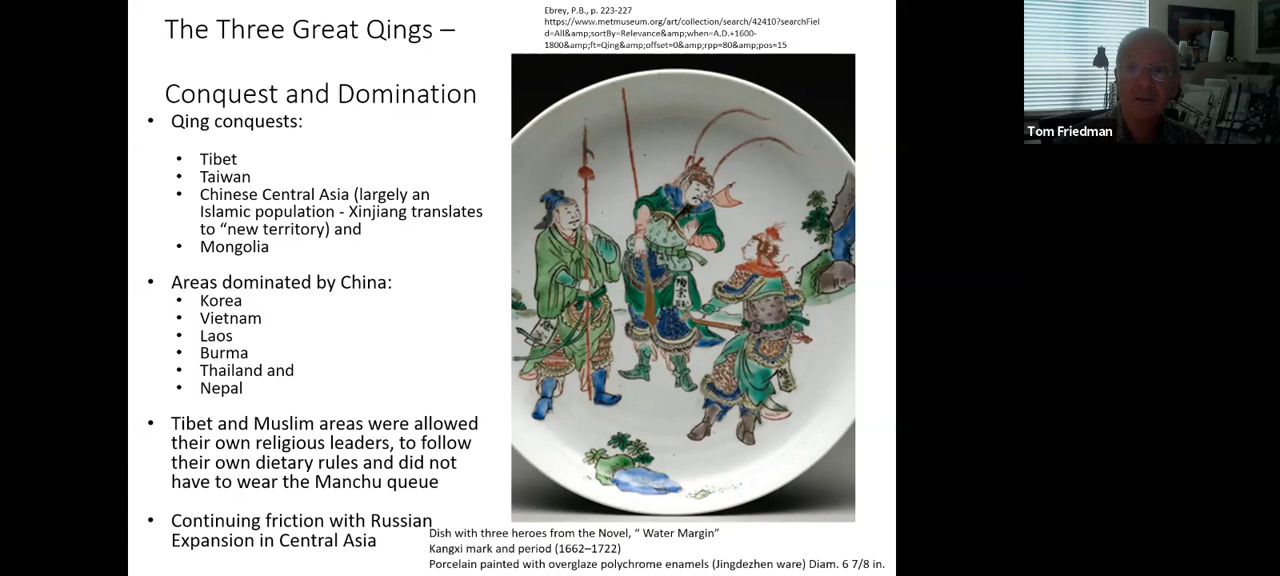 The Three Great Qings –
Conquest and Domination
• Qing conquests:
• Tibet
• Taiwan
• Chinese Central Asia (largely an
Islamic population - Xinjiang translates
to “new territory) and
• Mongolia
• Areas dominated by China:
• Korea
• Vietnam
• Laos
• Burma
• Thailand and
• Nepal
• Tibet and Muslim areas were allowed
their own religious leaders, to follow
their own dietary rules and did not
have to wear the Manchu queue
• Continuing friction with Russian
Expansion in Central Asia
Ebrey, P.B., p. 223-227
https://www.metmuseum.org/art/collection/search/42410?searchFiel
d=All&amp;sortBy=Relevance&amp;when=A.D.+1600-
1800&amp;ft=Qing&amp;offset=0&amp;rpp=80&amp;pos=15
Dish with three heroes from the Novel, “ Water Margin”
Kangxi mark and period (1662–1722)
Porcelain painted with overglaze polychrome enamels (Jingdezhen ware) Diam. 6 7/8 in.
Tom Friedman